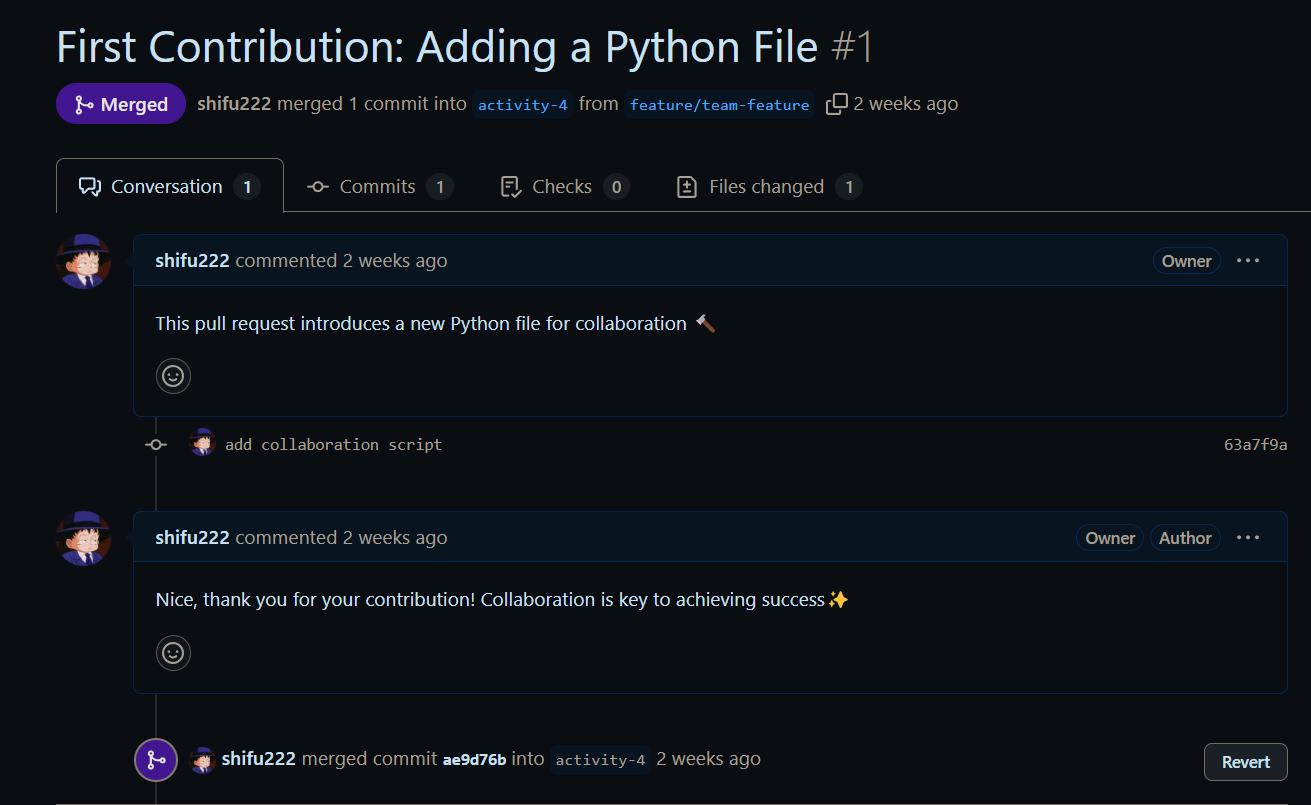 First Contribution: Adding a Python File #1
Merged shifu222 merged 1 commit into activity-4 from feature/team-feature 2 weeks ago
Conversation 1 Commits 1 Checks 0 Files changed 1
shifu222 commented 2 weeks ago Owner ...
This pull request introduces a new Python file for collaboration 🔨
add collaboration script 63a7f9a
shifu222 commented 2 weeks ago Owner Author ...
Nice, thank you for your contribution! Collaboration is key to achieving success✨
shifu222 merged commit ae9d76b into activity-4 2 weeks ago Revert